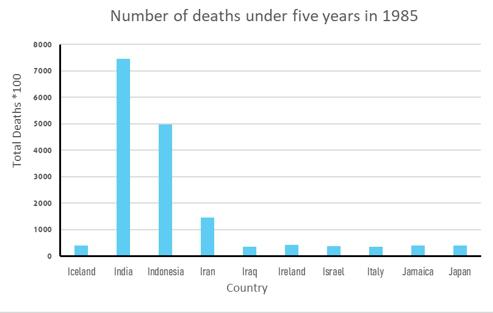 Number of deaths under five years in 1985
Total Deaths *100
8000
7000
6000
5000
4000
3000
2000
1000
0
Iceland India Indonesia Iran Iraq Ireland Israel Italy Jamaica Japan
Country